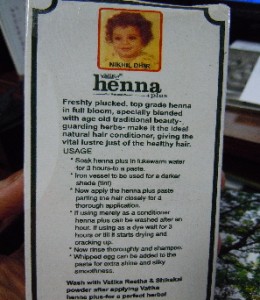 NIKHIL DHIR
Vatika
henna
plus
Freshly plucked, top grade henna
in full bloom, specially blended
with age old traditional beauty-
guarding herbs- make it the ideal
natural hair conditioner, giving the
vital lustre just of the healthy hair.
USAGE
* Soak henna plus in lukewarm water
for 3 hours-to a paste.
* Iron vessel to be used for a darker
shade (tint)
* Now apply the henna plus paste
parting the hair closely for a
thorough application.
* If using merely as a conditioner
henna plus can be washed after an
hour. If using as a dye wait for 3
hours or till it starts drying and
cracking up.
* Now rinse thoroughly and shampoo.
* Whipped egg can be added to the
paste for extra shine and silky
smoothness.
Wash with Vatika Reetha & Shikakai
powder after applying Vatika
henna plus-for a perfect herbal